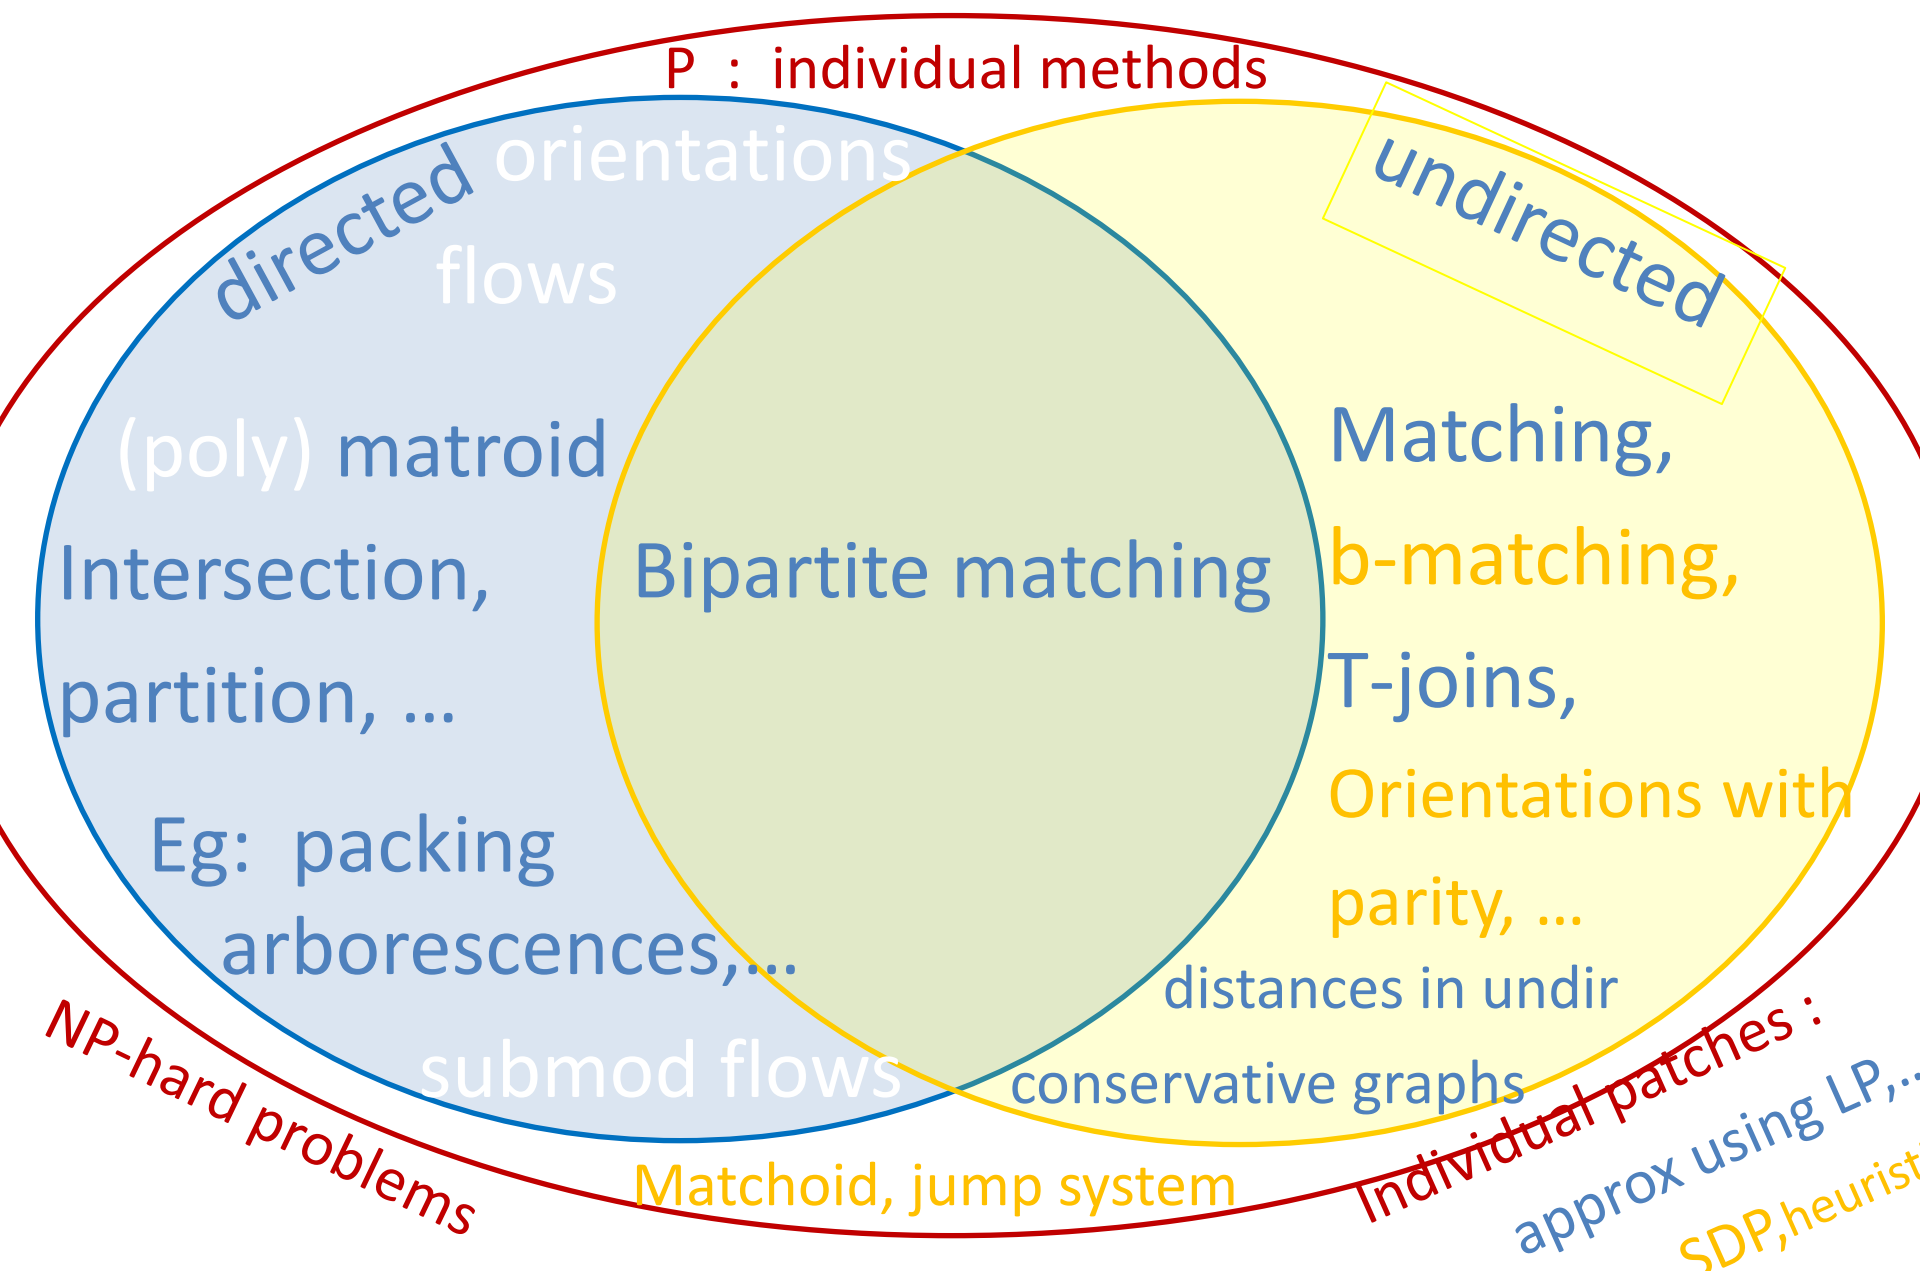 P : individual methods
directed
orientations
flows
(poly) matroid
Intersection,
partition, ...
Eg: packing
arborescences,...
submod flows
Bipartite matching
undirected
Matching,
b-matching,
T-joins,
Orientations with
parity, ...
distances in undir
conservative graphs
Matchoid, jump system
NP-hard problems
Individual patches :
approx using LP,...
SDP,heurist